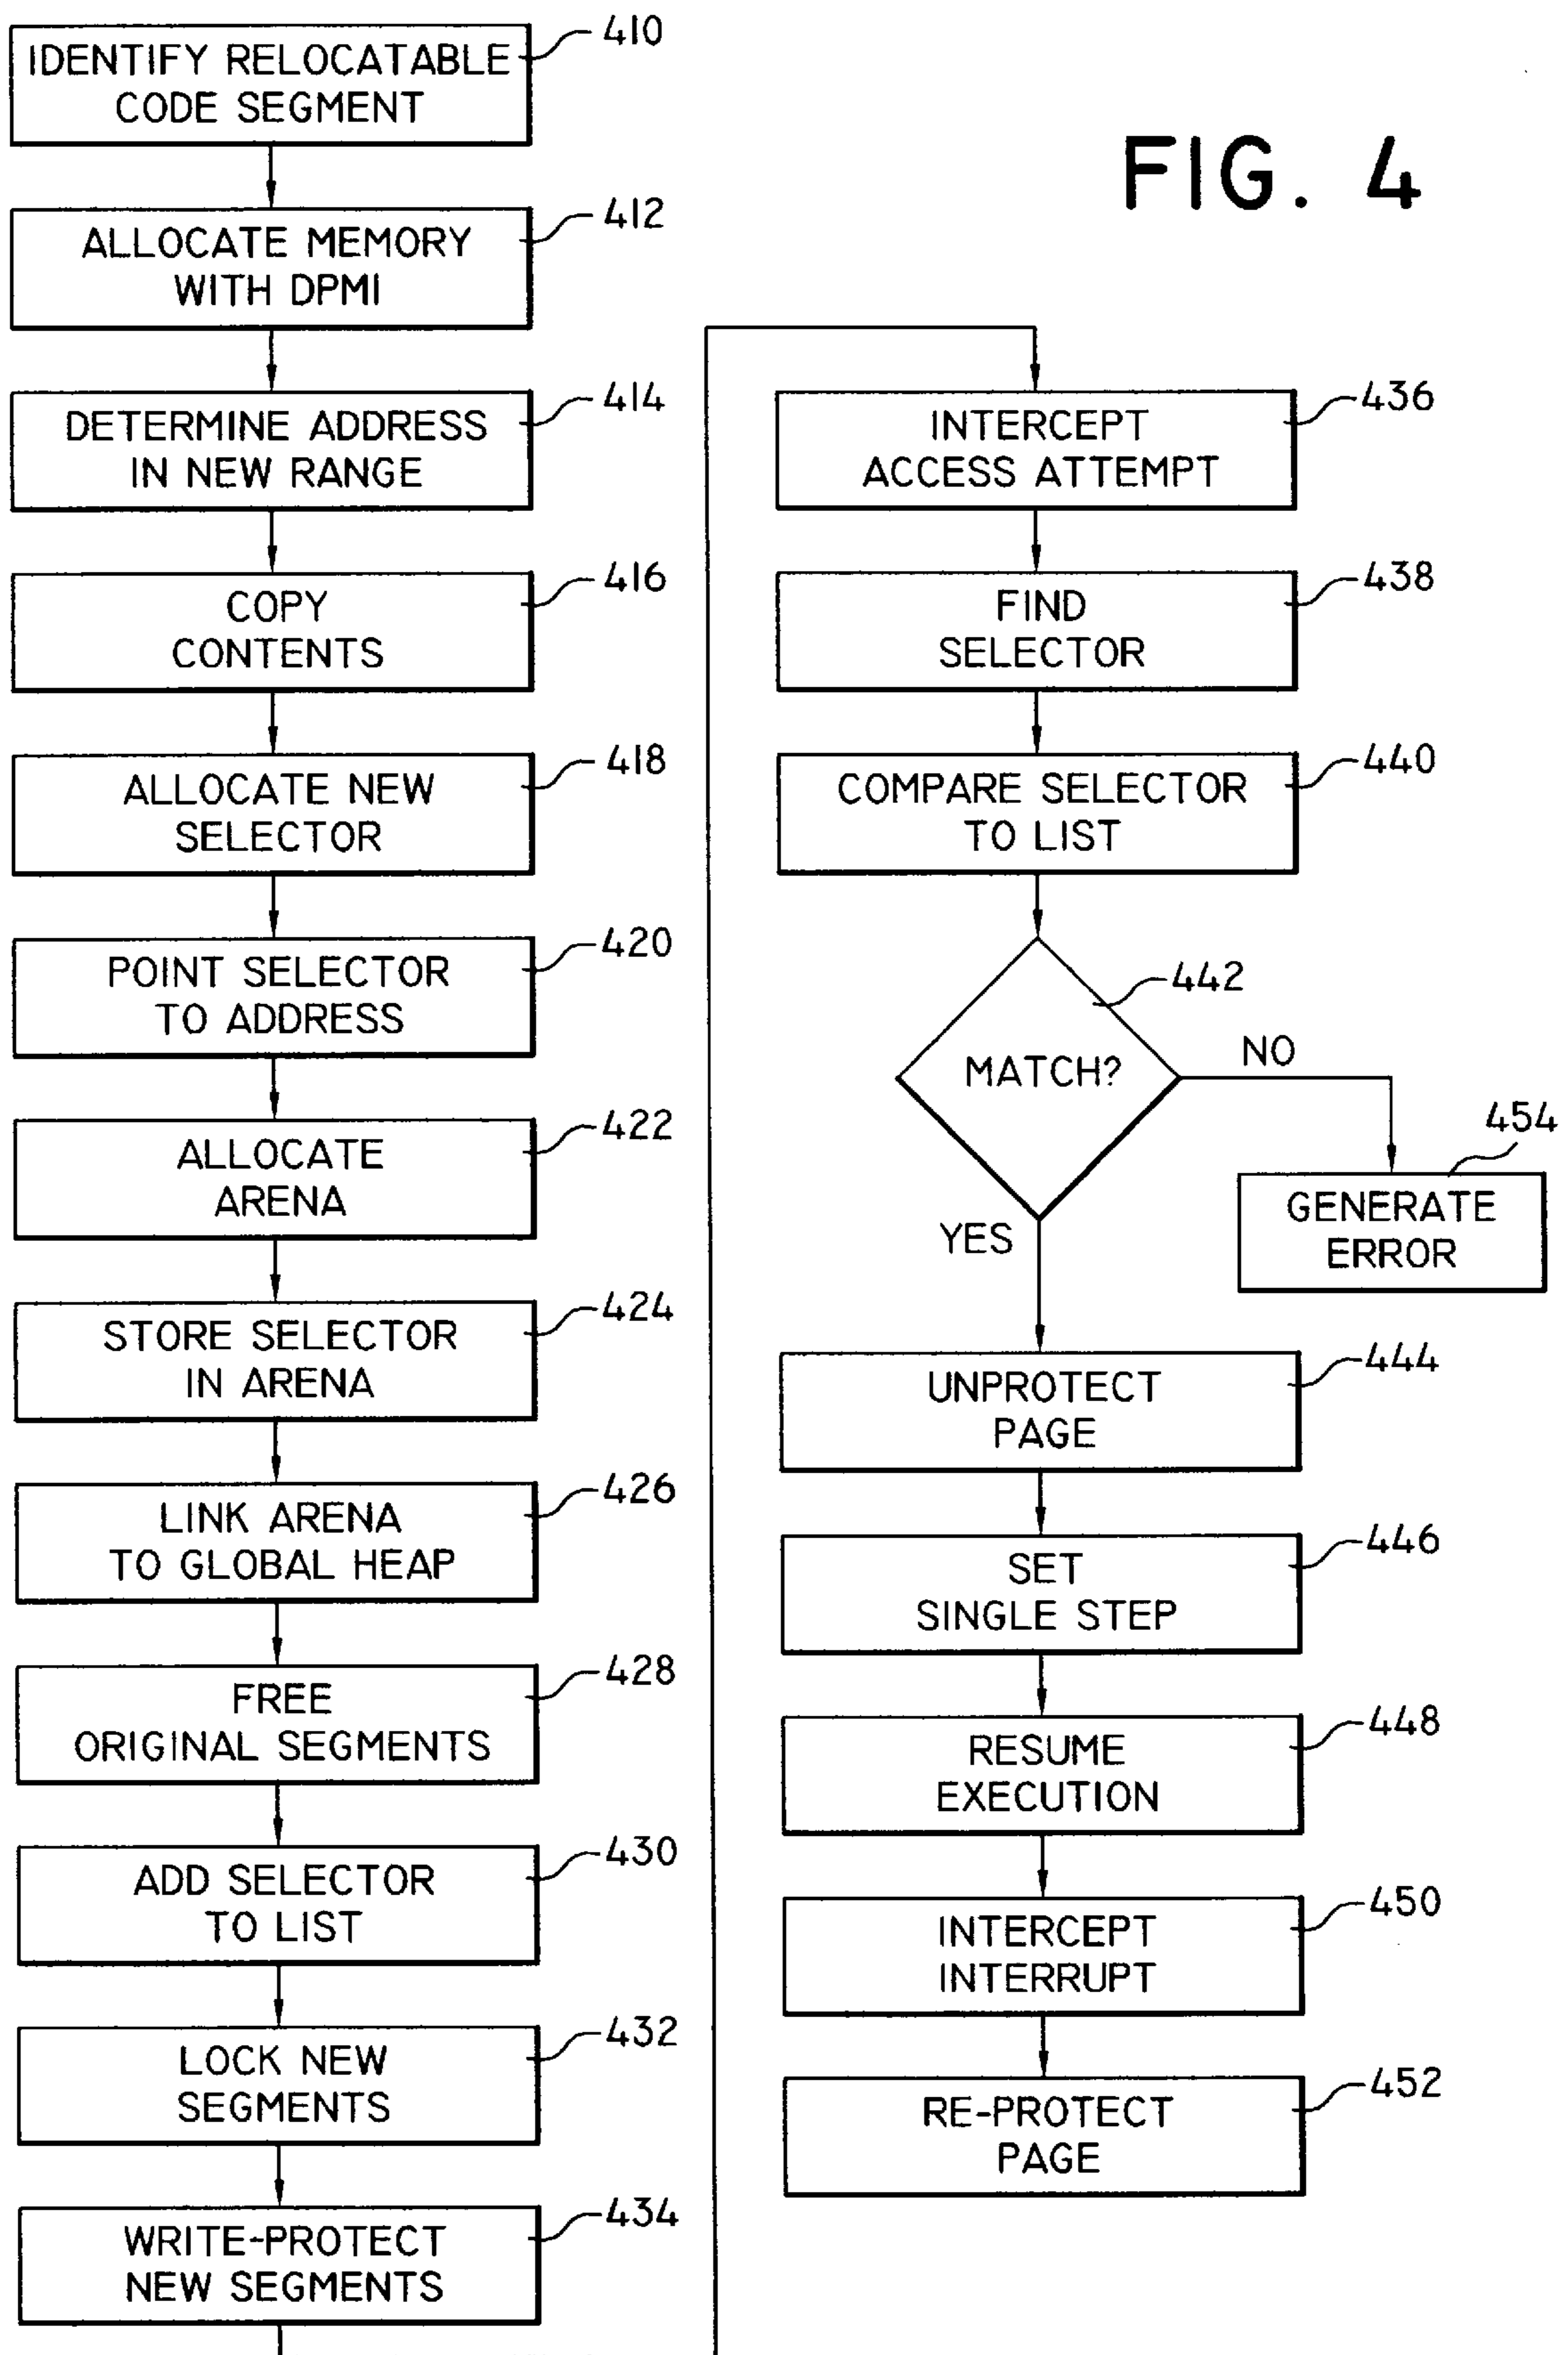 FIG. 4
410
IDENTIFY RELOCATABLE
CODE SEGMENT
412
ALLOCATE MEMORY
WITH DPMI
414
DETERMINE ADDRESS
IN NEW RANGE
416
COPY
CONTENTS
418
ALLOCATE NEW
SELECTOR
420
POINT SELECTOR
TO ADDRESS
422
ALLOCATE
ARENA
424
STORE SELECTOR
IN ARENA
426
LINK ARENA
TO GLOBAL HEAP
428
FREE
ORIGINAL SEGMENTS
430
ADD SELECTOR
TO LIST
432
LOCK NEW
SEGMENTS
434
WRITE-PROTECT
NEW SEGMENTS
436
INTERCEPT
ACCESS ATTEMPT
438
FIND
SELECTOR
440
COMPARE SELECTOR
TO LIST
442
MATCH?
NO
454
GENERATE
ERROR
YES
444
UNPROTECT
PAGE
446
SET
SINGLE STEP
448
RESUME
EXECUTION
450
INTERCEPT
INTERRUPT
452
RE-PROTECT
PAGE